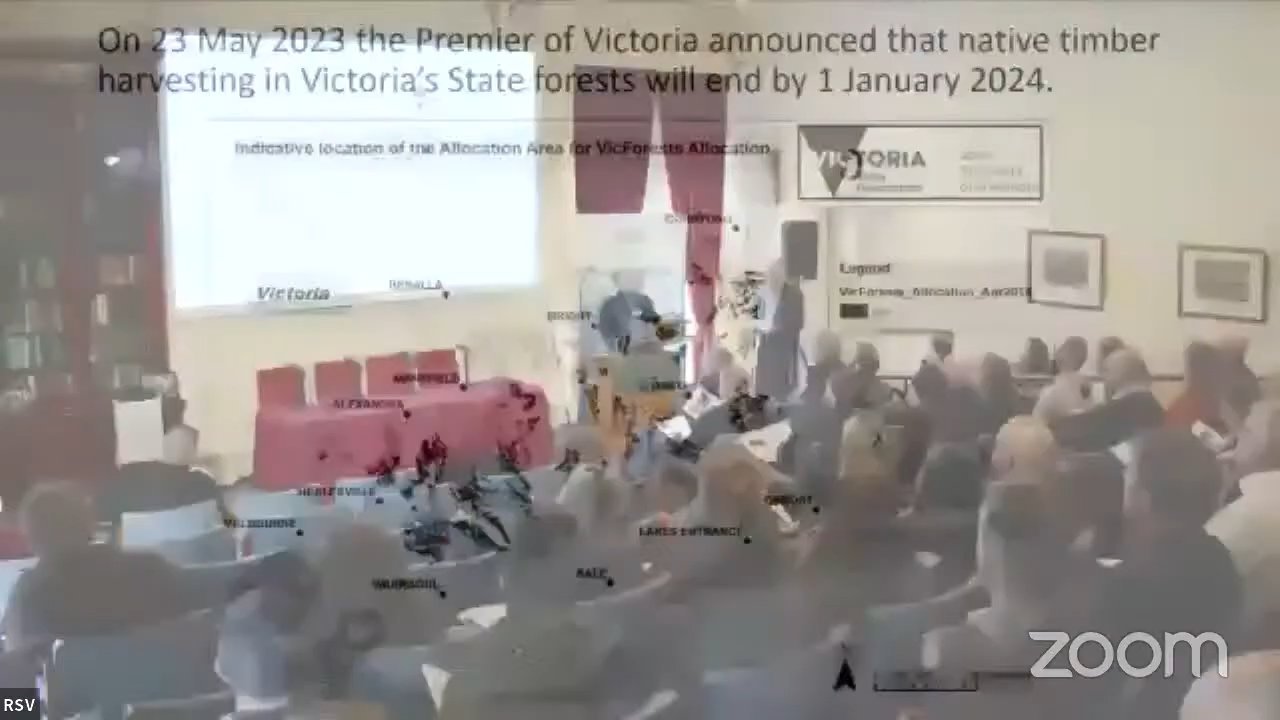 On 23 May 2023 the Premier of Victoria announced that native timber
harvesting in Victoria's State forests will end by 1 January 2024.
Indicative location of the Allocation Area for VicForests Allocation
VICTORIA
Legend
Victoria
BENALLA
BRIGHT
MANSFIELD
ALEXANDRA
HEALESVILLE
MELBOURNE
ORBOST
LAKES ENTRANCE
SALE
WARRAGUL
zoom
RSV